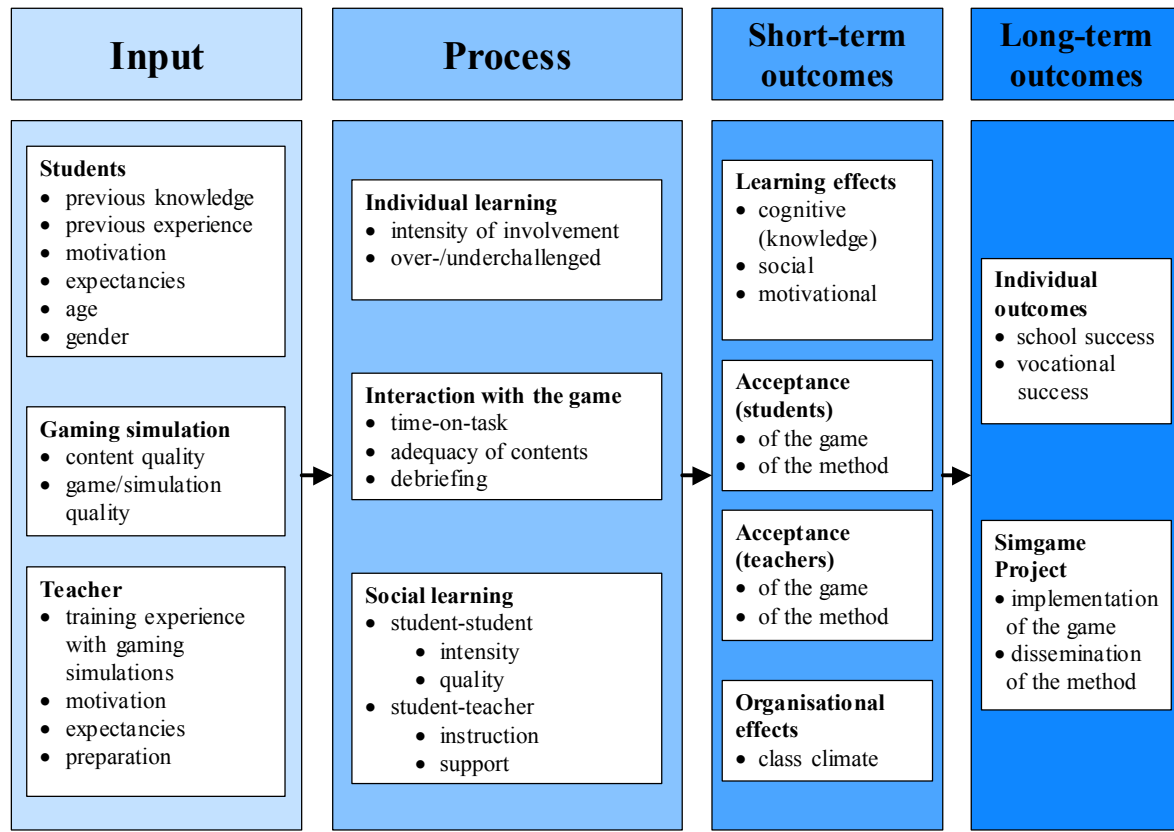 Input
Process
Short-term
outcomes
Long-term
outcomes
Students
• previous knowledge
• previous experience
• motivation
• expectancies
• age
• gender
Gaming simulation
• content quality
• game/simulation
quality
Teacher
• training experience
with gaming
simulations
• motivation
• expectancies
• preparation
Individual learning
• intensity of involvement
• over-/underchallenged
Interaction with the game
• time-on-task
• adequacy of contents
• debriefing
Social learning
• student-student
• intensity
• quality
• student-teacher
• instruction
• support
Learning effects
• cognitive
(knowledge)
• social
• motivational
Acceptance
(students)
• of the game
• of the method
Acceptance
(teachers)
• of the game
• of the method
Organisational
effects
• class climate
Individual
outcomes
• school success
• vocational
success
Simgame
Project
• implementation
of the game
• dissemination
of the method